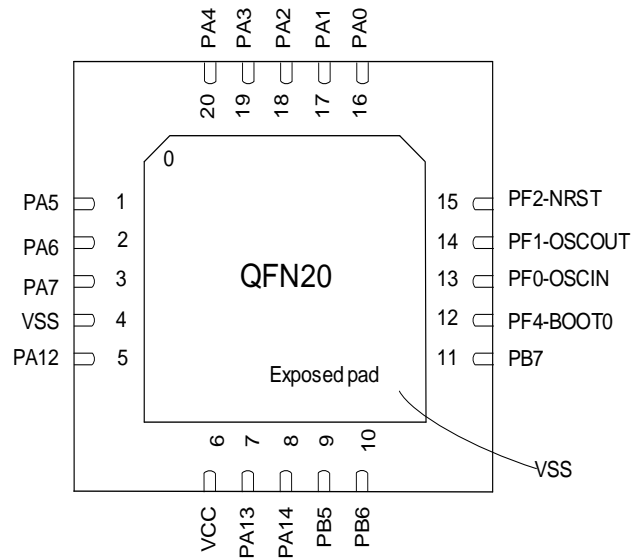 PA4 PA3 PA2 PA1 PA0
20 19 18 17 16
0
PA5 1
PA6 2
PA7 3
VSS 4
PA12 5
QFN20
Exposed pad
15 PF2-NRST
14 PF1-OSCOUT
13 PF0-OSCIN
12 PF4-BOOT0
11 PB7
6 7 8 9 10
VCC PA13 PA14 PB5 PB6
VSS